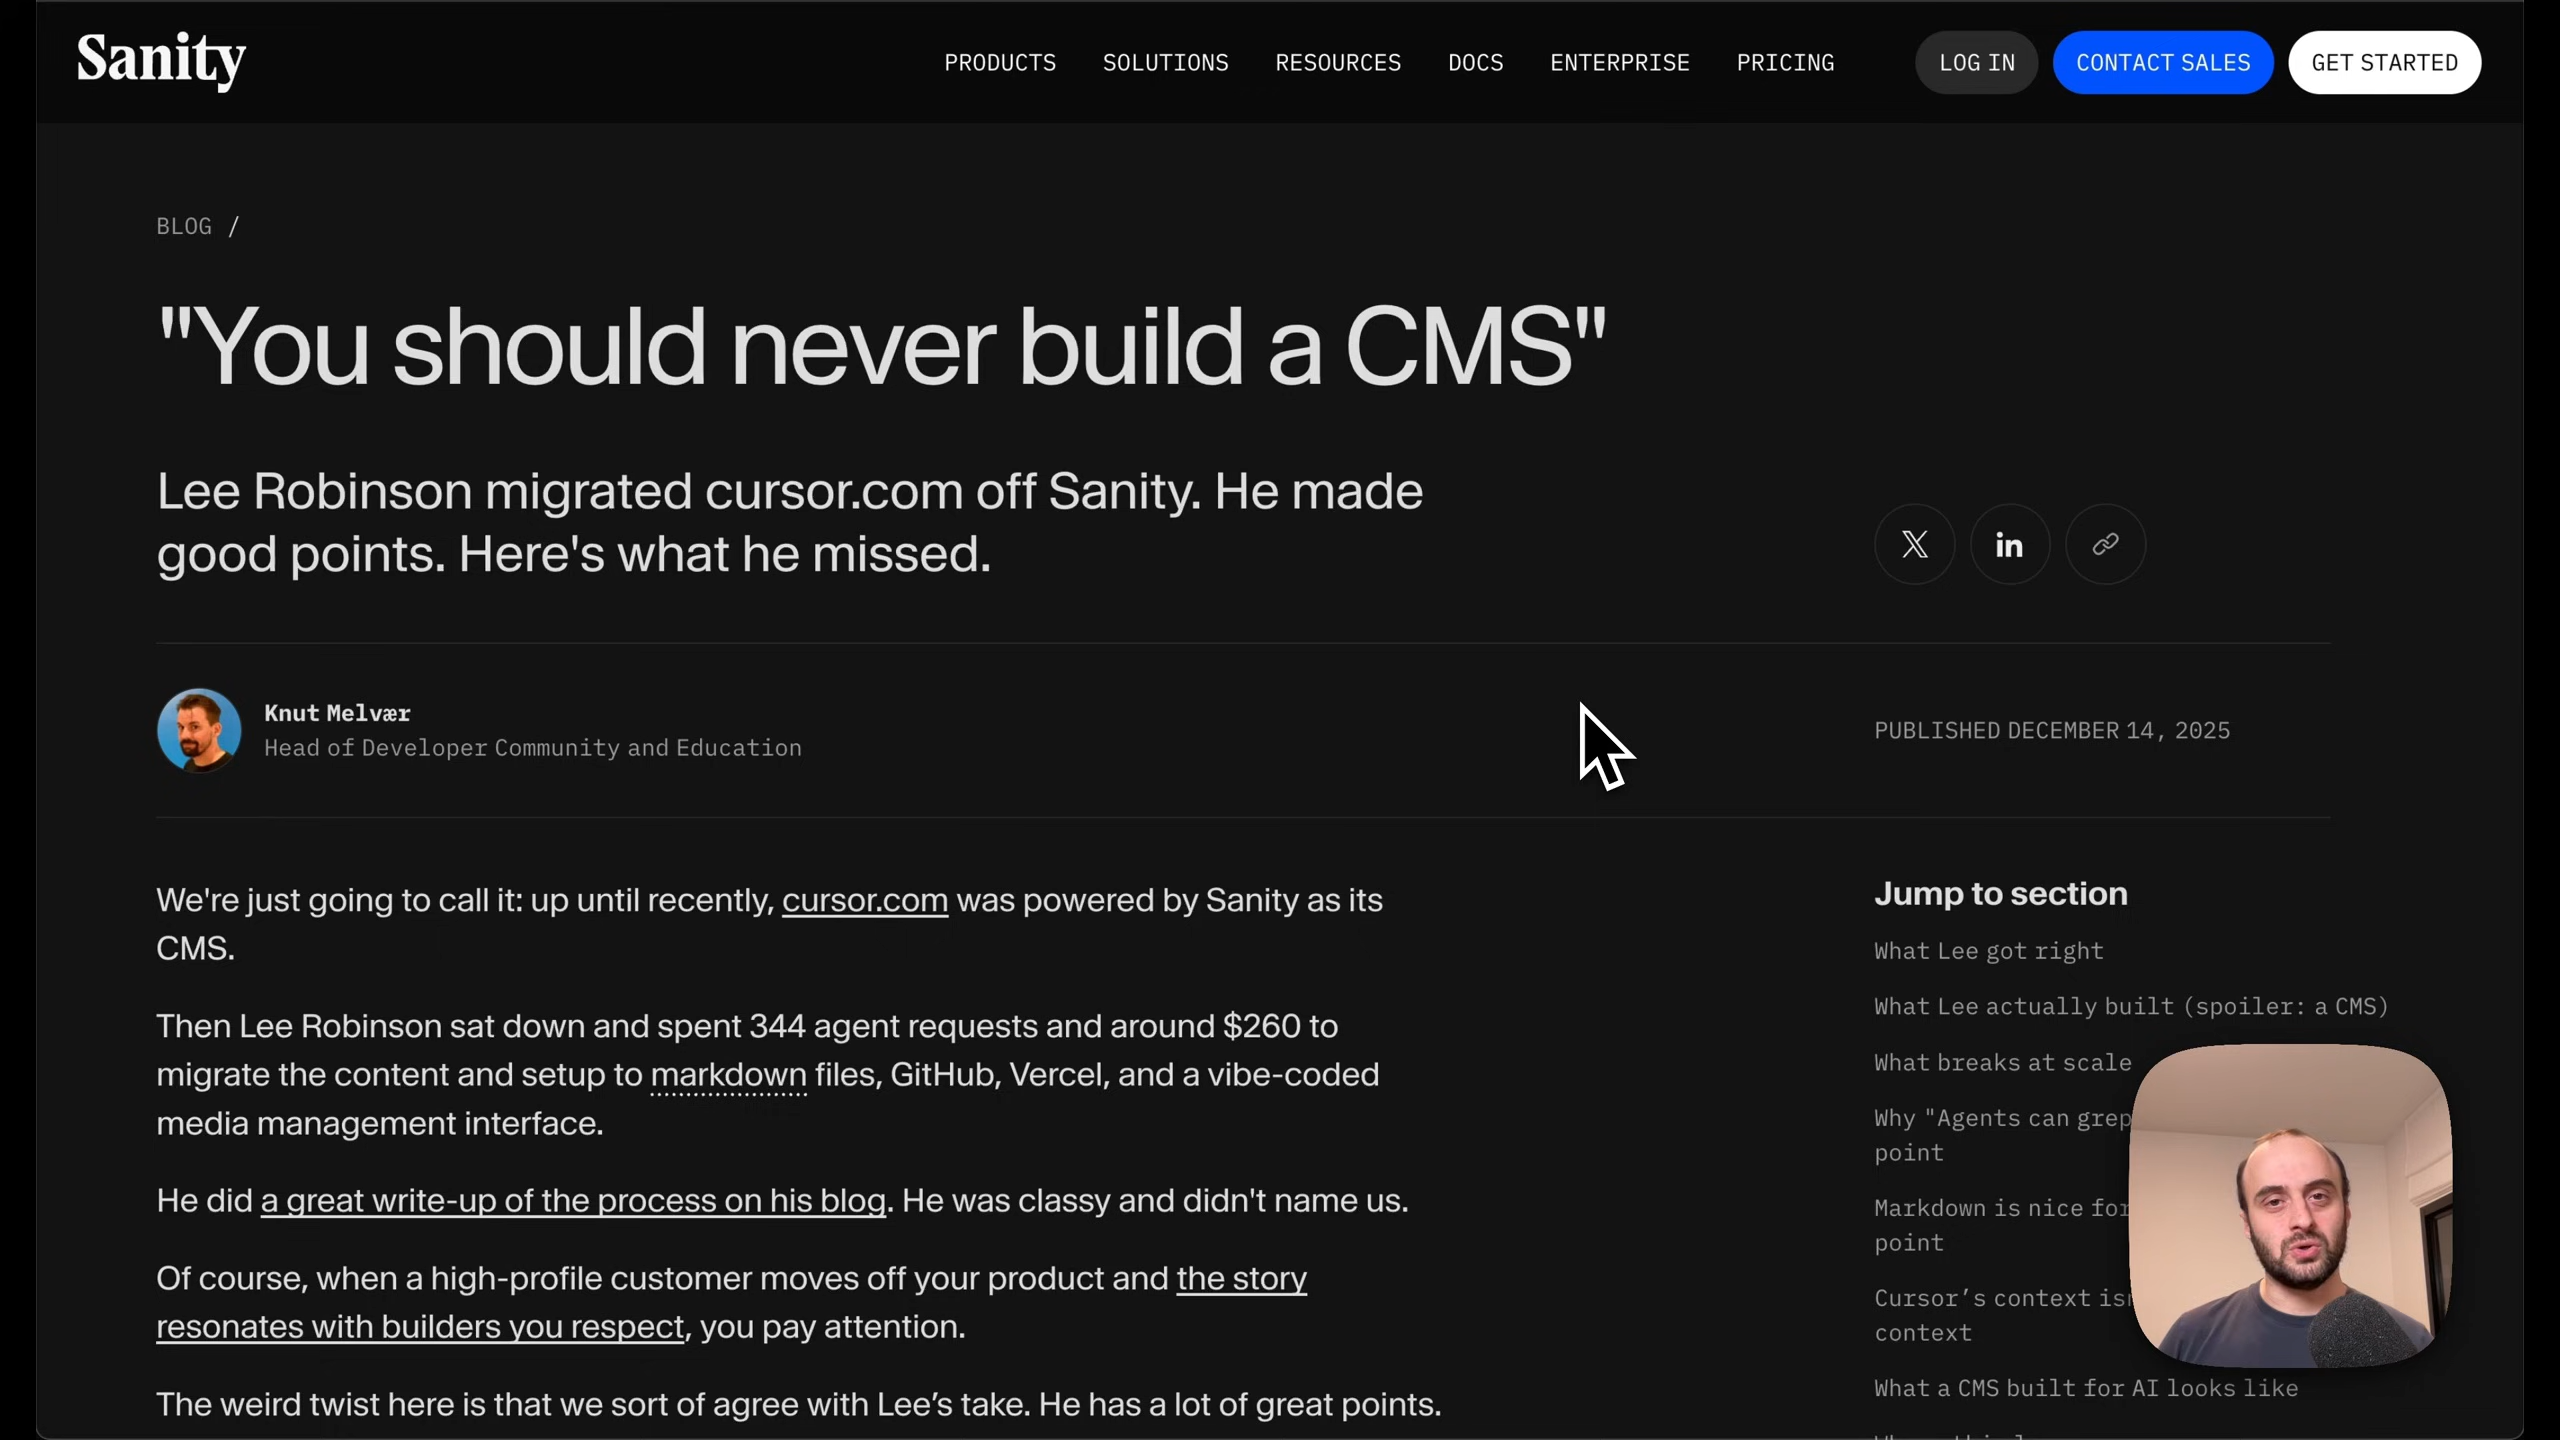 Sanity
PRODUCTS SOLUTIONS RESOURCES DOCS ENTERPRISE PRICING LOG IN CONTACT SALES GET STARTED
BLOG /
"You should never build a CMS"
Lee Robinson migrated cursor.com off Sanity. He made
good points. Here's what he missed.
Knut Melvær
Head of Developer Community and Education
PUBLISHED DECEMBER 14, 2025
We're just going to call it: up until recently, cursor.com was powered by Sanity as its
CMS.
Then Lee Robinson sat down and spent 344 agent requests and around $260 to
migrate the content and setup to markdown files, GitHub, Vercel, and a vibe-coded
media management interface.
He did a great write-up of the process on his blog. He was classy and didn't name us.
Of course, when a high-profile customer moves off your product and the story
resonates with builders you respect, you pay attention.
The weird twist here is that we sort of agree with Lee’s take. He has a lot of great points.
Jump to section
What Lee got right
What Lee actually built (spoiler: a CMS)
What breaks at scale
Why "Agents can grep
point
Markdown is nice for
point
Cursor’s context
context
What a CMS built for AI looks like